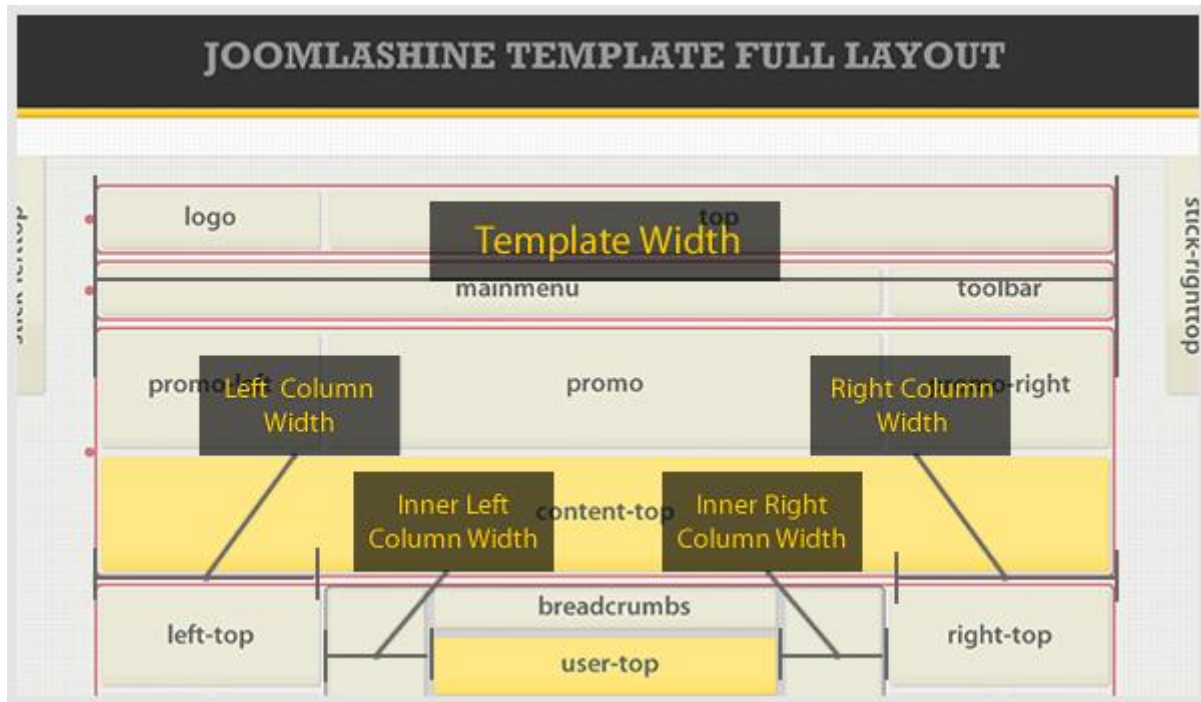 JOOMLASHINE TEMPLATE FULL LAYOUT
logo
top
Template Width
stick-righttop
mainmenu
toolbar
promo
Left Column
Width
Right Column
Width
content-top
Inner Left
Column Width
Inner Right
Column Width
left-top
breadcrumbs
right-top
user-top